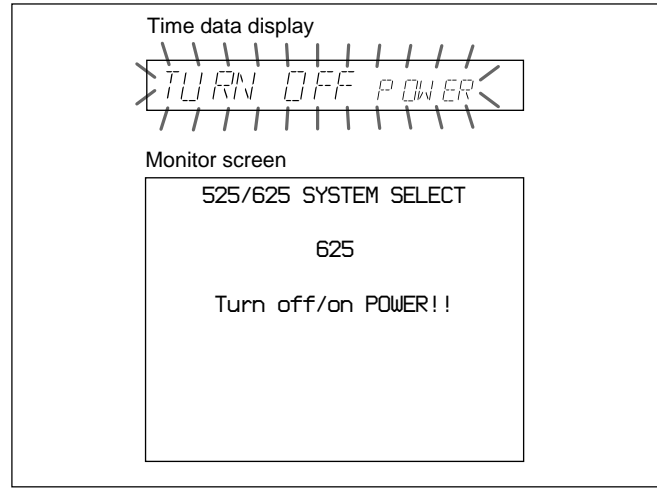 Time data display
TURN OFF POWER
Monitor screen
525/625 SYSTEM SELECT
625
Turn off/on POWER!!